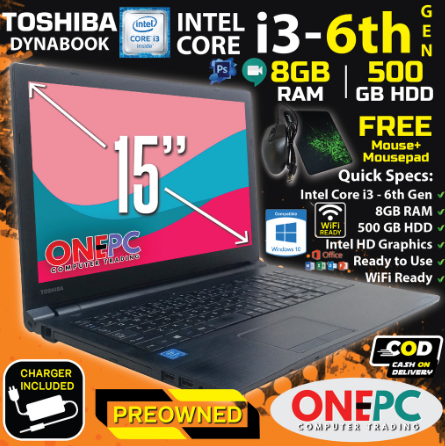 TOSHIBA
DYNABOOK
intel
CORE i3
inside
INTEL
CORE
i3-6th
GEN
Ps
8GB
RAM
500
GB HDD
FREE
Mouse+
Mousepad
15”
Quick Specs:
Intel Core i3 - 6th Gen
8GB RAM
500 GB HDD
Intel HD Graphics
Ready to Use
WiFi Ready
Compatible
Windows 10
WiFi
READY
Office
ONEPC
COMPUTER TRADING
TOSHIBA
COD
CASH ON
DELIVERY
CHARGER
INCLUDED
PREOWNED
ONEPC
COMPUTER TRADING